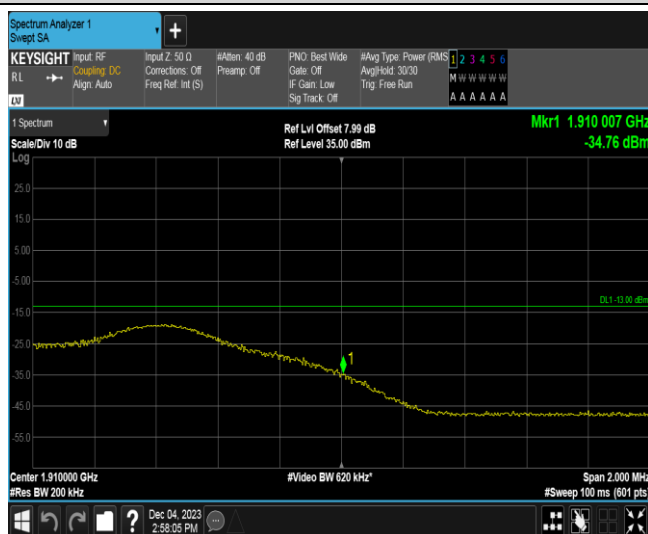 Spectrum Analyzer 1
Swept SA
KEYSIGHT
RL
Input: RF
Coupling: DC
Align: Auto
Input Z: 50 Ω
Corrections: Off
Freq Ref: Int (S)
#Atten: 40 dB
Preamp: Off
PNO: Best Wide
Gate: Off
IF Gain: Low
Sig Track: Off
#Avg Type: Power (RMS
Avg|Hold: 30/30
Trig: Free Run
1 2 3 4 5 6
M W W W W W
A A A A A A
LXI
1 Spectrum
Scale/Div 10 dB
Ref Lvl Offset 7.99 dB
Ref Level 35.00 dBm
Mkr1 1.910 007 GHz
-34.76 dBm
Log
25.0
15.0
5.00
-5.00
DL1 -13.00 dBm
-15.0
-25.0
1
-35.0
-45.0
-55.0
Center 1.910000 GHz
#Res BW 200 kHz
#Video BW 620 kHz*
Span 2.000 MHz
#Sweep 100 ms (601 pts)
?
Dec 04, 2023
2:58:05 PM